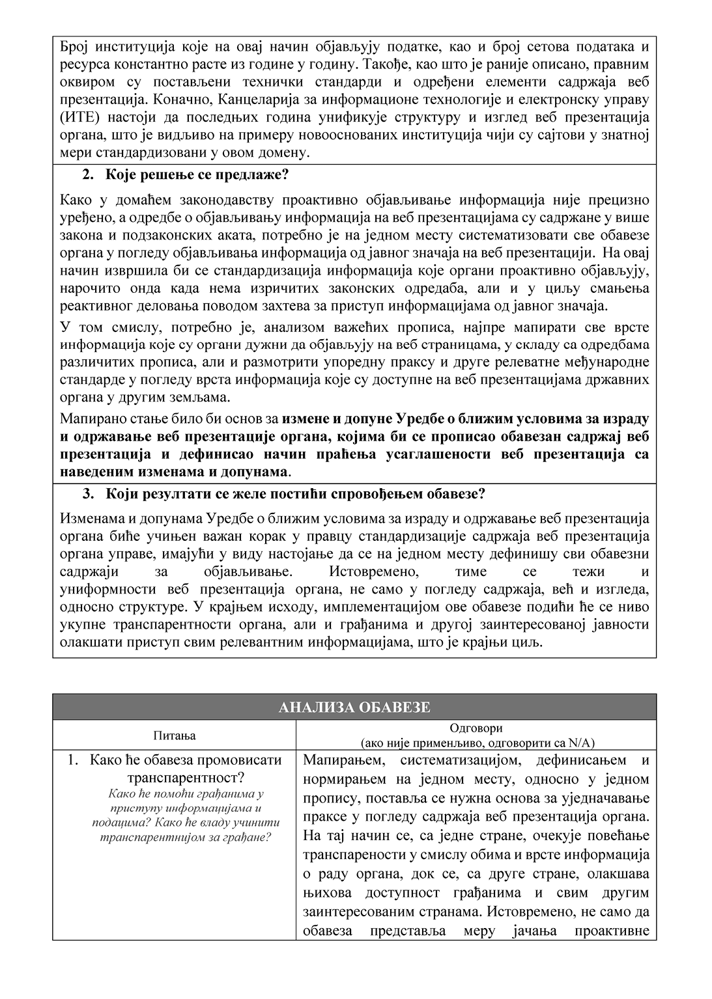 Број институција које на овај начин објављују податке, као и број сетова података и
ресурса константно расте из године у годину. Такође, као што је раније описано, правним
оквиром су постављени технички стандарди и одређени елементи садржаја веб
презентација. Коначно, Канцеларија за информационе технологије и електронску управу
(ИТЕ) настоји да последњих година унификује структуру и изглед веб презентација
органа, што је видљиво на примеру новооснованих институција чији су сајтови у знатној
мери стандардизовани у овом домену.
2. Које решење се предлаже?
Како у домаћем законодавству проактивно објављивање информација није прецизно
уређено, а одредбе о објављивању информација на веб презентацијама су садржане у више
закона и подзаконских аката, потребно је на једном месту систематизовати све обавезе
органа у погледу објављивања информација од јавног значаја на веб презентацији. На овај
начин извршила би се стандардизација информација које органи проактивно објављују,
нарочито онда када нема изричитих законских одредаба, али и у циљу смањења
реактивног деловања поводом захтева за приступ информацијама од јавног значаја.
У том смислу, потребно је, анализом важећих прописа, најпре мапирати све врсте
информација које су органи дужни да објављују на веб страницама, у складу са одредбама
различитих прописа, али и размотрити упоредну праксу и друге релеватне међународне
стандарде у погледу врста информација које су доступне на веб презентацијама државних
органа у другим земљама.
Мапирано стање било би основ за измене и допуне Уредбе о ближим условима за израду
и одржавање веб презентације органа, којима би се прописао обавезан садржај веб
презентација и дефинисао начин праћења усаглашености веб презентација са
наведеним изменама и допунама.
3. Који резултати се желе постићи спровођењем обавезе?
Изменама и допунама Уредбе о ближим условима за израду и одржавање веб презентација
органа биће учињен важан корак у правцу стандардизације садржаја веб презентација
органа управе, имајући у виду настојање да се на једном месту дефинишу сви обавезни
садржаји за објављивање. Истовремено, тиме се тежи и
униформности веб презентација органа, не само у погледу садржаја, већ и изгледа,
односно структуре. У крајњем исходу, имплементацијом ове обавезе подићи ће се ниво
укупне транспарентности органа, али и грађанима и другој заинтересованој јавности
олакшати приступ свим релевантним информацијама, што је крајњи циљ.
АНАЛИЗА ОБАВЕЗЕ
Питања
Одговори
(ако није применљиво, одговорити са N/A)
1. Како ће обавеза промовисати
транспарентност?
Како ће помоћи грађанима у
приступу информацијама и
подацима? Како ће владу учинити
транспарентнијом за грађане?
Мапирањем, систематизацијом, дефинисањем и
нормирањем на једном месту, односно у једном
пропису, поставља се нужна основа за уједначавање
праксе у погледу садржаја веб презентација органа.
На тај начин се, са једне стране, очекује повећање
транспарености у смислу обима и врсте информација
о раду органа, док се, са друге стране, олакшава
њихова доступност грађанима и свим другим
заинтересованим странама. Истовремено, не само да
обавеза представља меру јачања проактивне